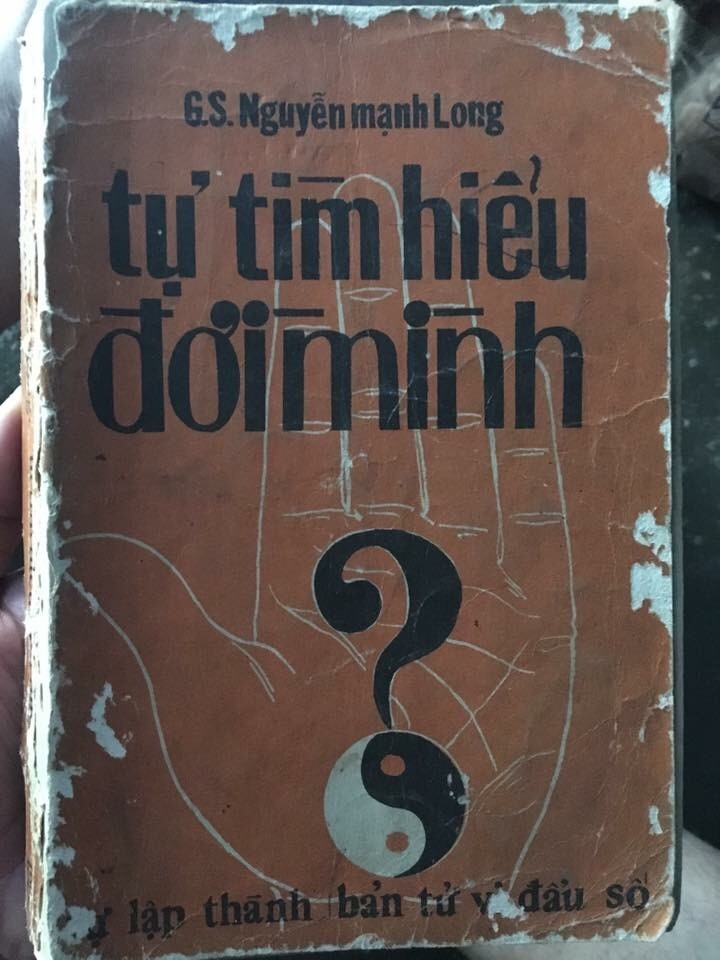 G.S. Nguyễn mạnh Long
tự tìm hiểu
đời mình
?
lập thành bản tử vi đẩu số